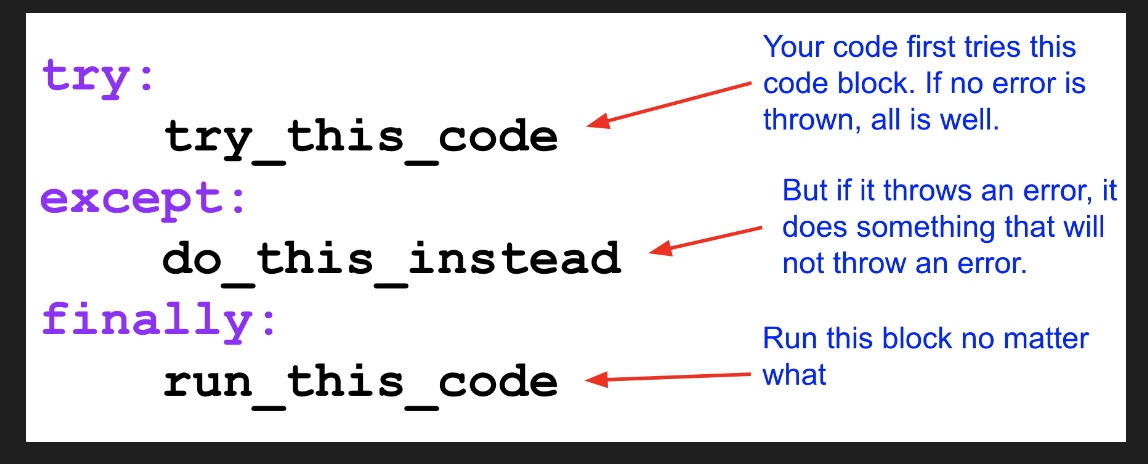 try:
try_this_code
except:
do_this_instead
finally:
run_this_code
Your code first tries this
code block. If no error is
thrown, all is well.
But if it throws an error, it
does something that will
not throw an error.
Run this block no matter
what